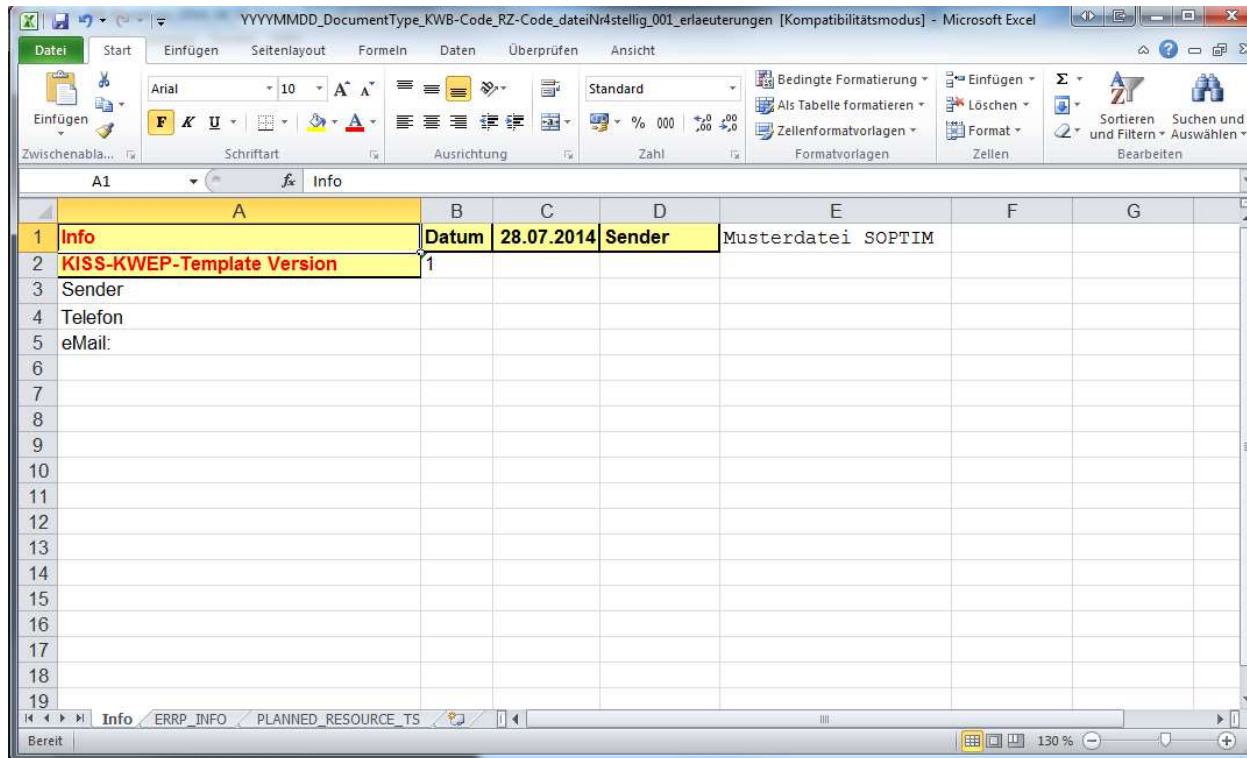 YYYYMMDD_DocumentType_KWB-Code_RZ-Code_dateiNr4stellig_001_erlaeuterungen [Kompatibilitätsmodus] - Microsoft Excel
Datei Start Einfügen Seitenlayout Formeln Daten Überprüfen Ansicht
Einfügen
Zwischenabla...
Arial 10
F K U
Schriftart
Ausrichtung
Standard
% 000
Zahl
Bedingte Formatierung
Als Tabelle formatieren
Zellenformatvorlagen
Formatvorlagen
Einfügen
Löschen
Format
Zellen
Sortieren und Filtern
Suchen und Auswählen
Bearbeiten
A1 fx Info
A B C D E F G
1 Info Datum 28.07.2014 Sender Musterdatei SOPTIM
2 KISS-KWEP-Template Version 1
3 Sender
4 Telefon
5 eMail:
6
7
8
9
10
11
12
13
14
15
16
17
18
19
Info ERRP_INFO PLANNED_RESOURCE_TS
Bereit 130 %